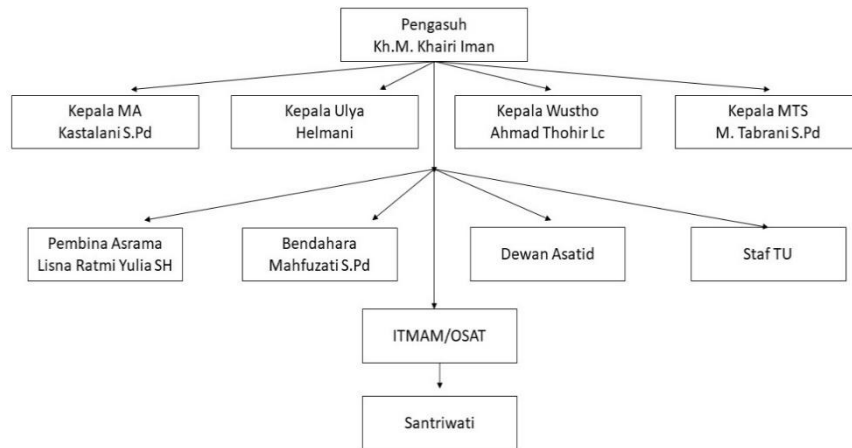 Pengasuh
Kh.M. Khairi Iman
Kepala MA
Kastalani S.Pd
Kepala Ulya
Helmani
Kepala Wustho
Ahmad Thohir Lc
Kepala MTS
M. Tabrani S.Pd
Pembina Asrama
Lisna Ratmi Yulia SH
Bendahara
Mahfuzati S.Pd
Dewan Asatid
Staf TU
ITMAM/OSAT
Santriwati